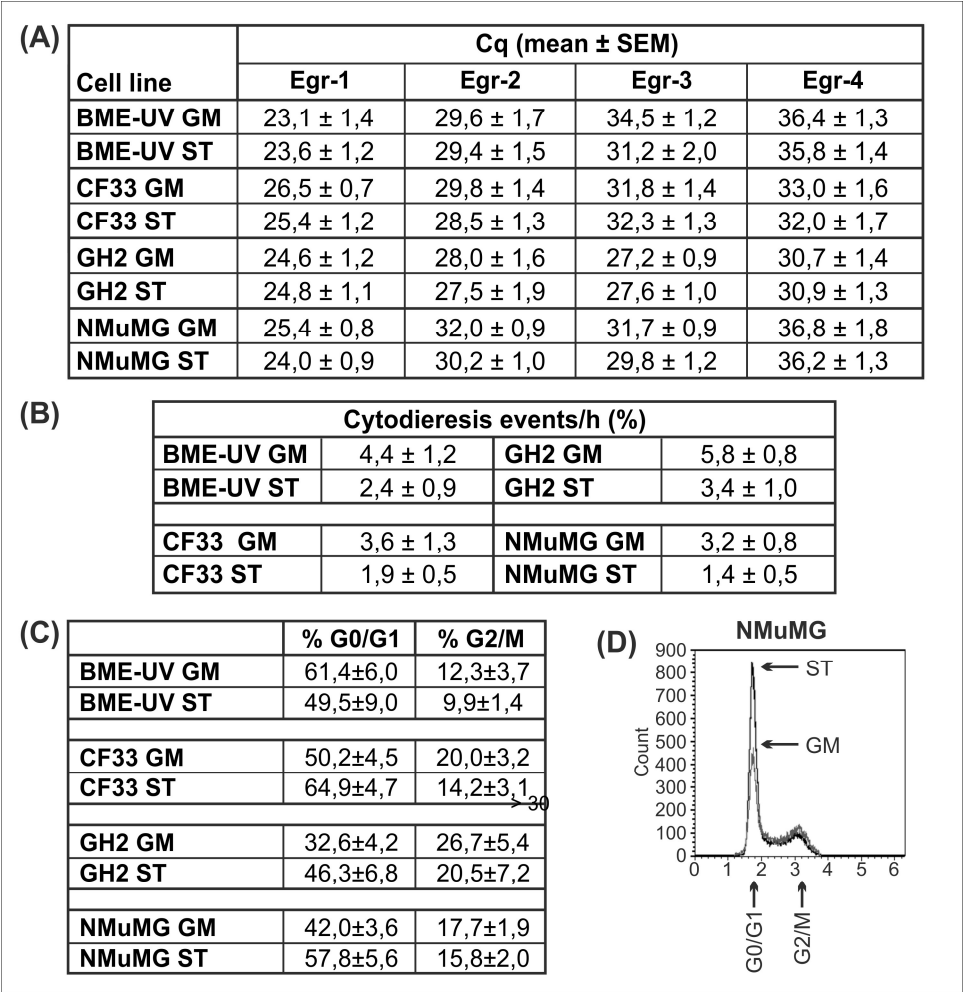 (A)
Cq (mean ± SEM)
Cell line Egr-1 Egr-2 Egr-3 Egr-4
BME-UV GM 23,1 ± 1,4 29,6 ± 1,7 34,5 ± 1,2 36,4 ± 1,3
BME-UV ST 23,6 ± 1,2 29,4 ± 1,5 31,2 ± 2,0 35,8 ± 1,4
CF33 GM 26,5 ± 0,7 29,8 ± 1,4 31,8 ± 1,4 33,0 ± 1,6
CF33 ST 25,4 ± 1,2 28,5 ± 1,3 32,3 ± 1,3 32,0 ± 1,7
GH2 GM 24,6 ± 1,2 28,0 ± 1,6 27,2 ± 0,9 30,7 ± 1,4
GH2 ST 24,8 ± 1,1 27,5 ± 1,9 27,6 ± 1,0 30,9 ± 1,3
NMuMG GM 25,4 ± 0,8 32,0 ± 0,9 31,7 ± 0,9 36,8 ± 1,8
NMuMG ST 24,0 ± 0,9 30,2 ± 1,0 29,8 ± 1,2 36,2 ± 1,3
(B)
Cytodieresis events/h (%)
BME-UV GM 4,4 ± 1,2 GH2 GM 5,8 ± 0,8
BME-UV ST 2,4 ± 0,9 GH2 ST 3,4 ± 1,0
CF33 GM 3,6 ± 1,3 NMuMG GM 3,2 ± 0,8
CF33 ST 1,9 ± 0,5 NMuMG ST 1,4 ± 0,5
(C)
% G0/G1 % G2/M
BME-UV GM 61,4±6,0 12,3±3,7
BME-UV ST 49,5±9,0 9,9±1,4
CF33 GM 50,2±4,5 20,0±3,2
CF33 ST 64,9±4,7 14,2±3,1
> 30
GH2 GM 32,6±4,2 26,7±5,4
GH2 ST 46,3±6,8 20,5±7,2
NMuMG GM 42,0±3,6 17,7±1,9
NMuMG ST 57,8±5,6 15,8±2,0
(D)
NMuMG
900
800
700
600
500
400
300
200
100
0
Count
ST
GM
0 1 2 3 4 5 6
G0/G1
G2/M